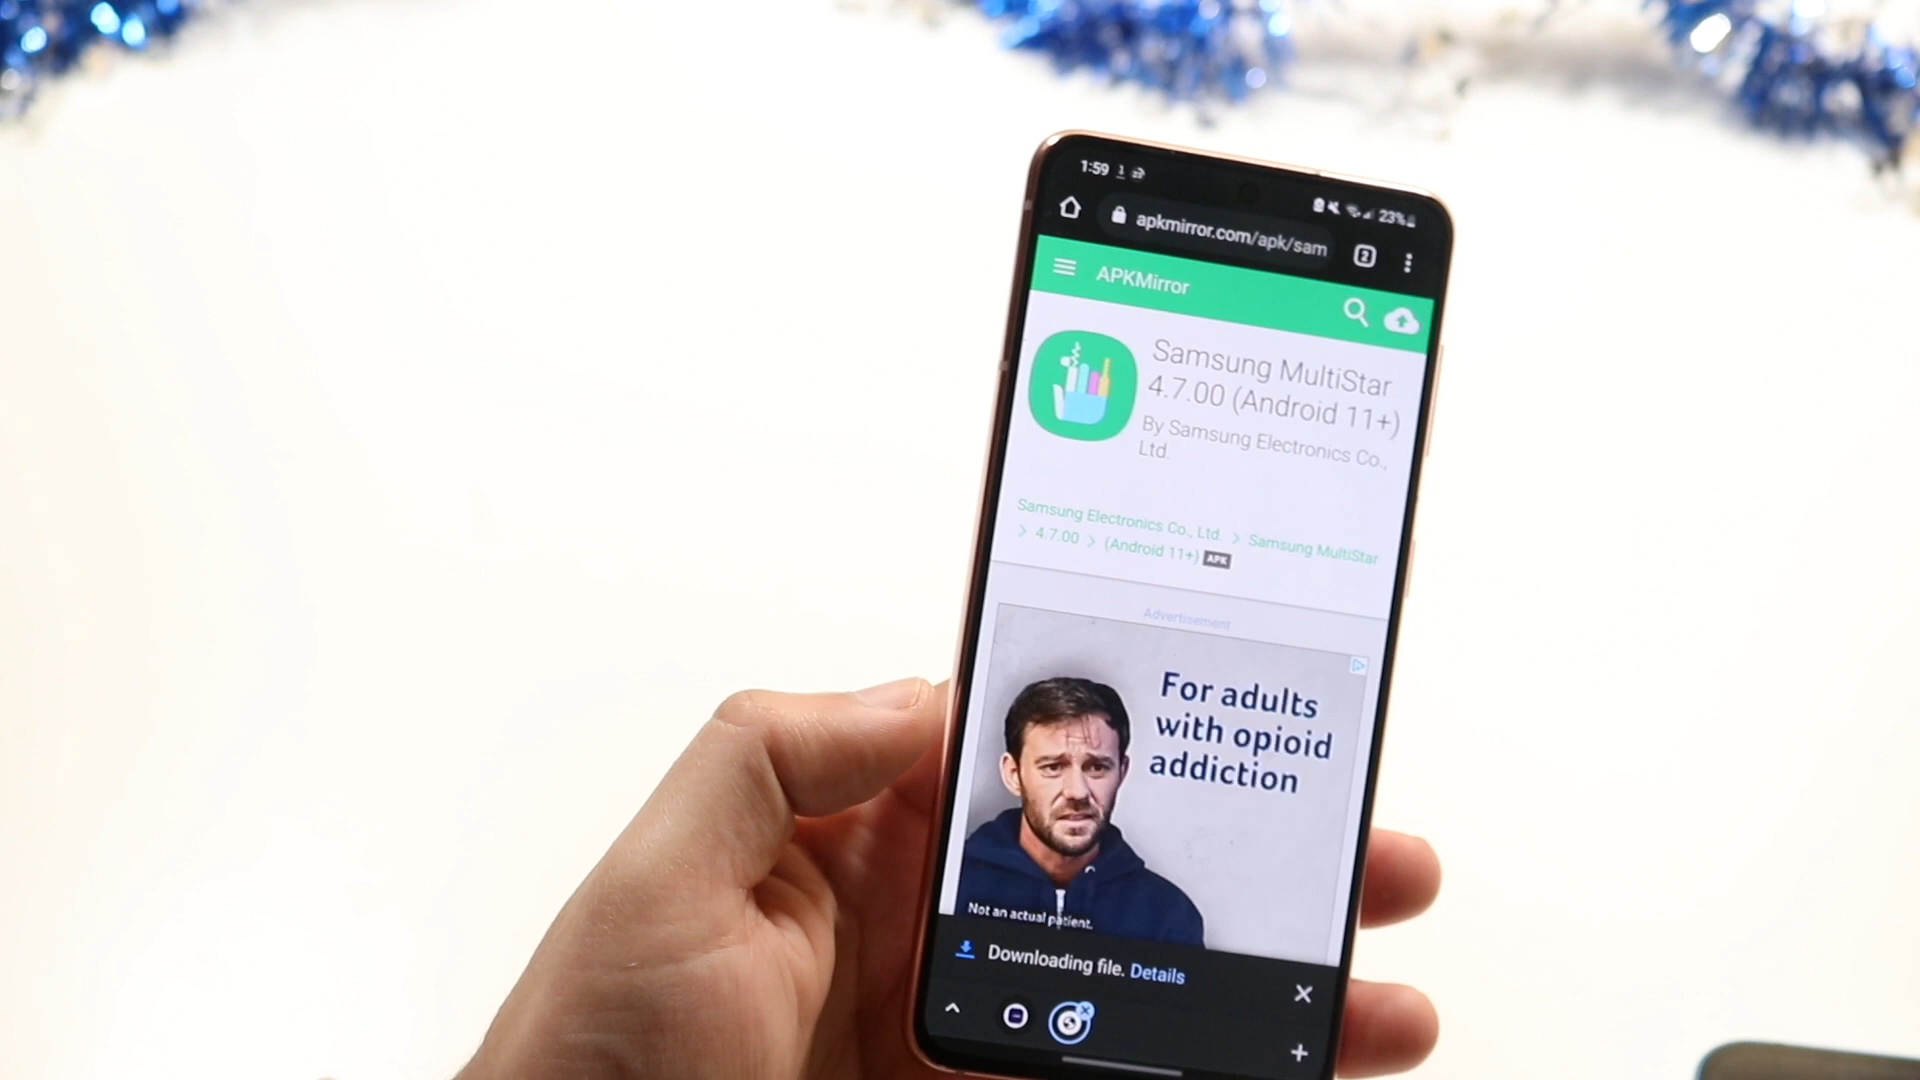 1:59
23%
apkmirror.com/apk/sam
2
APKMirror
Samsung MultiStar
4.7.00 (Android 11+)
By Samsung Electronics Co.,
Ltd.
Samsung Electronics Co., Ltd. > Samsung MultiStar
> 4.7.00 > (Android 11+) APK
Advertisement
For adults
with opioid
addiction
Not an actual patient.
Downloading file. Details